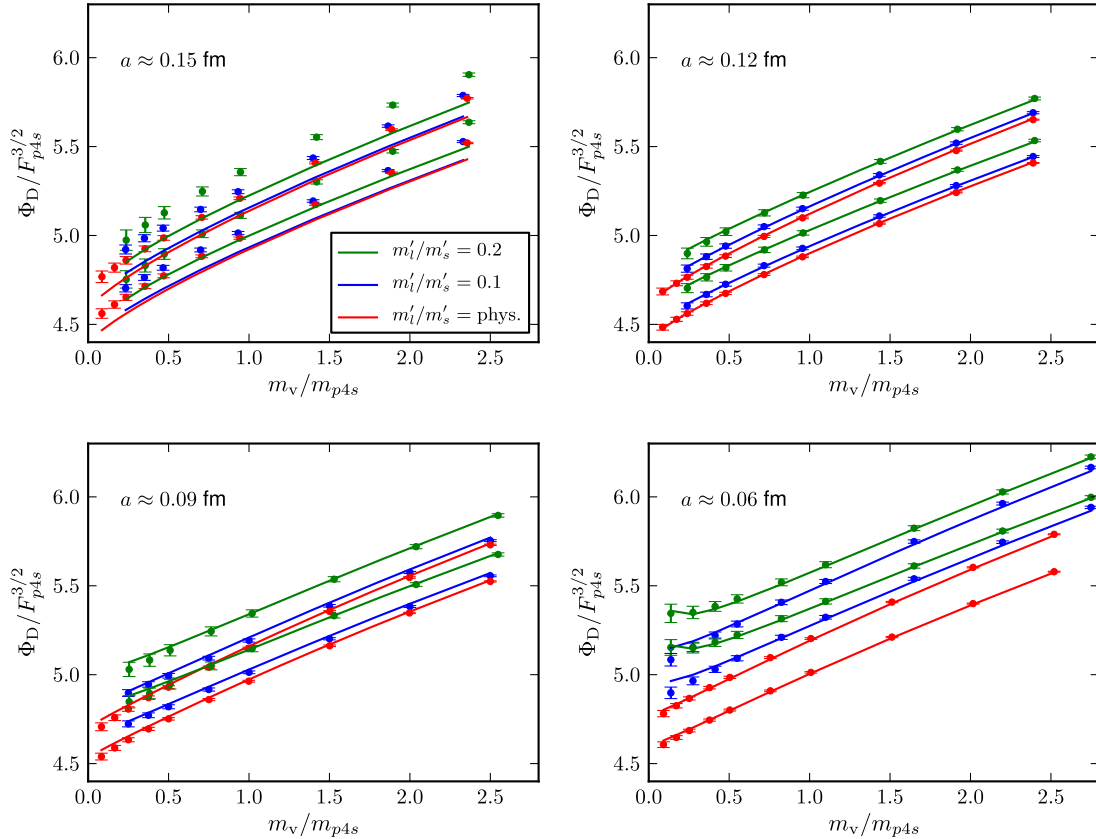 6.0
5.5
5.0
4.5
Φ_D/F_{p4s}^{3/2}
a ≈ 0.15 fm
m′_l/m′_s = 0.2
m′_l/m′_s = 0.1
m′_l/m′_s = phys.
0.0 0.5 1.0 1.5 2.0 2.5
m_v/m_{p4s}
6.0
5.5
5.0
4.5
Φ_D/F_{p4s}^{3/2}
a ≈ 0.12 fm
0.0 0.5 1.0 1.5 2.0 2.5
m_v/m_{p4s}
6.0
5.5
5.0
4.5
Φ_D/F_{p4s}^{3/2}
a ≈ 0.09 fm
0.0 0.5 1.0 1.5 2.0 2.5
m_v/m_{p4s}
6.0
5.5
5.0
4.5
Φ_D/F_{p4s}^{3/2}
a ≈ 0.06 fm
0.0 0.5 1.0 1.5 2.0 2.5
m_v/m_{p4s}